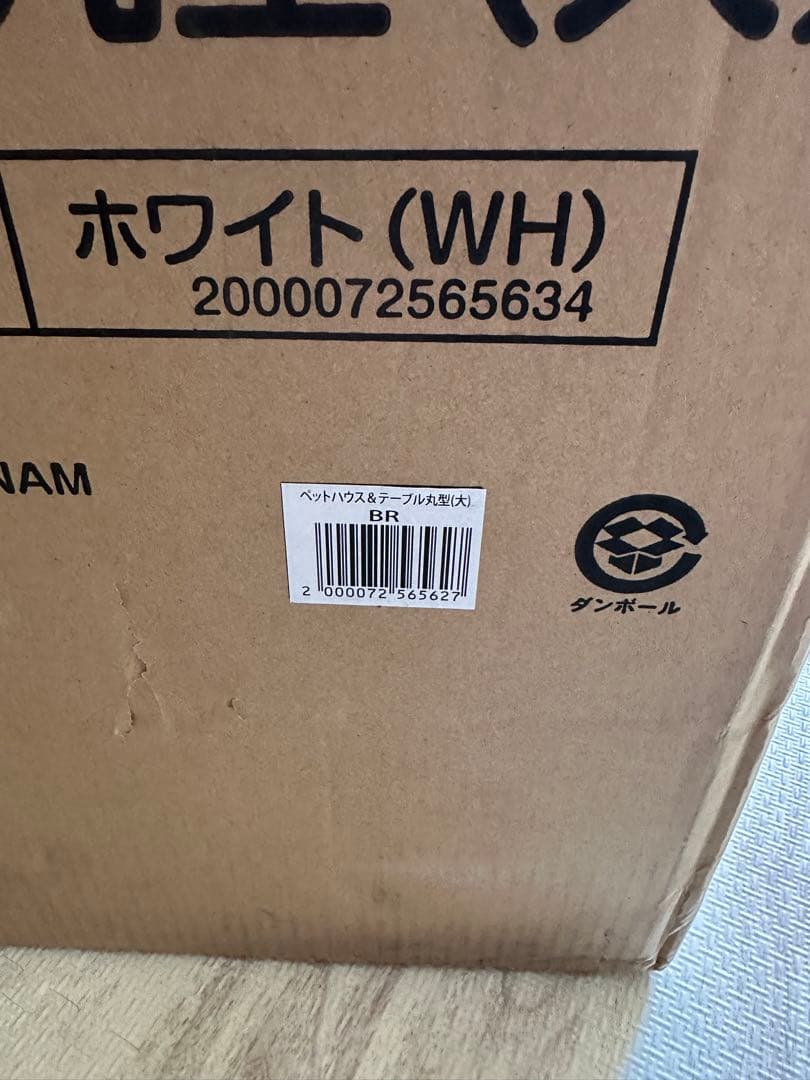 ホワイト(WH)
2000072565634
NAM
ペットハウス&テーブル丸型(大)
BR
2 000072 565627
ダンボール